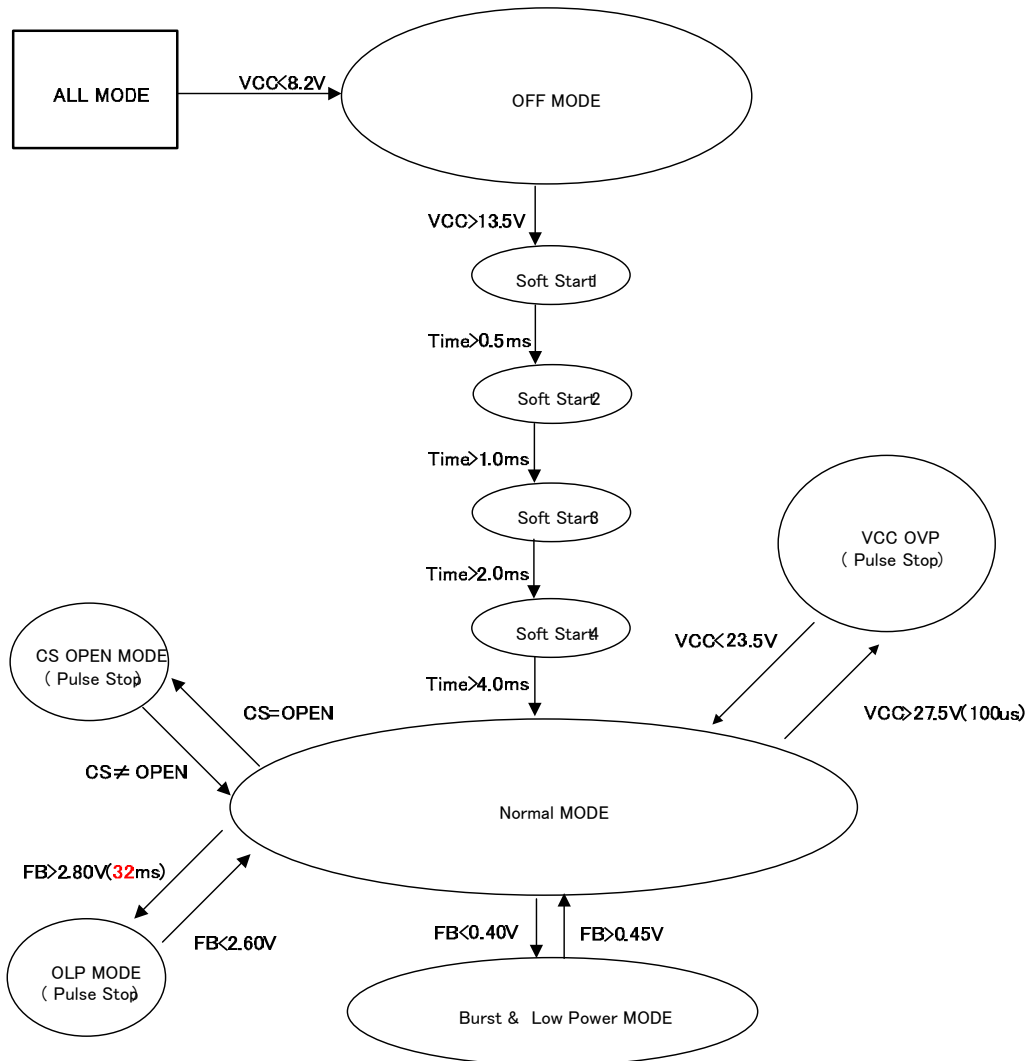 ALL MODE
VCC<8.2V
OFF MODE
VCC>13.5V
Soft Start1
Time>0.5ms
Soft Start2
Time>1.0ms
Soft Start3
Time>2.0ms
Soft Start4
Time>4.0ms
VCC OVP
( Pulse Stop)
VCC<23.5V
VCC>27.5V(100us)
CS OPEN MODE
( Pulse Stop)
CS=OPEN
CS≠ OPEN
Normal MODE
FB>2.80V(32ms)
FB<2.60V
OLP MODE
( Pulse Stop)
FB<0.40V
FB>0.45V
Burst & Low Power MODE